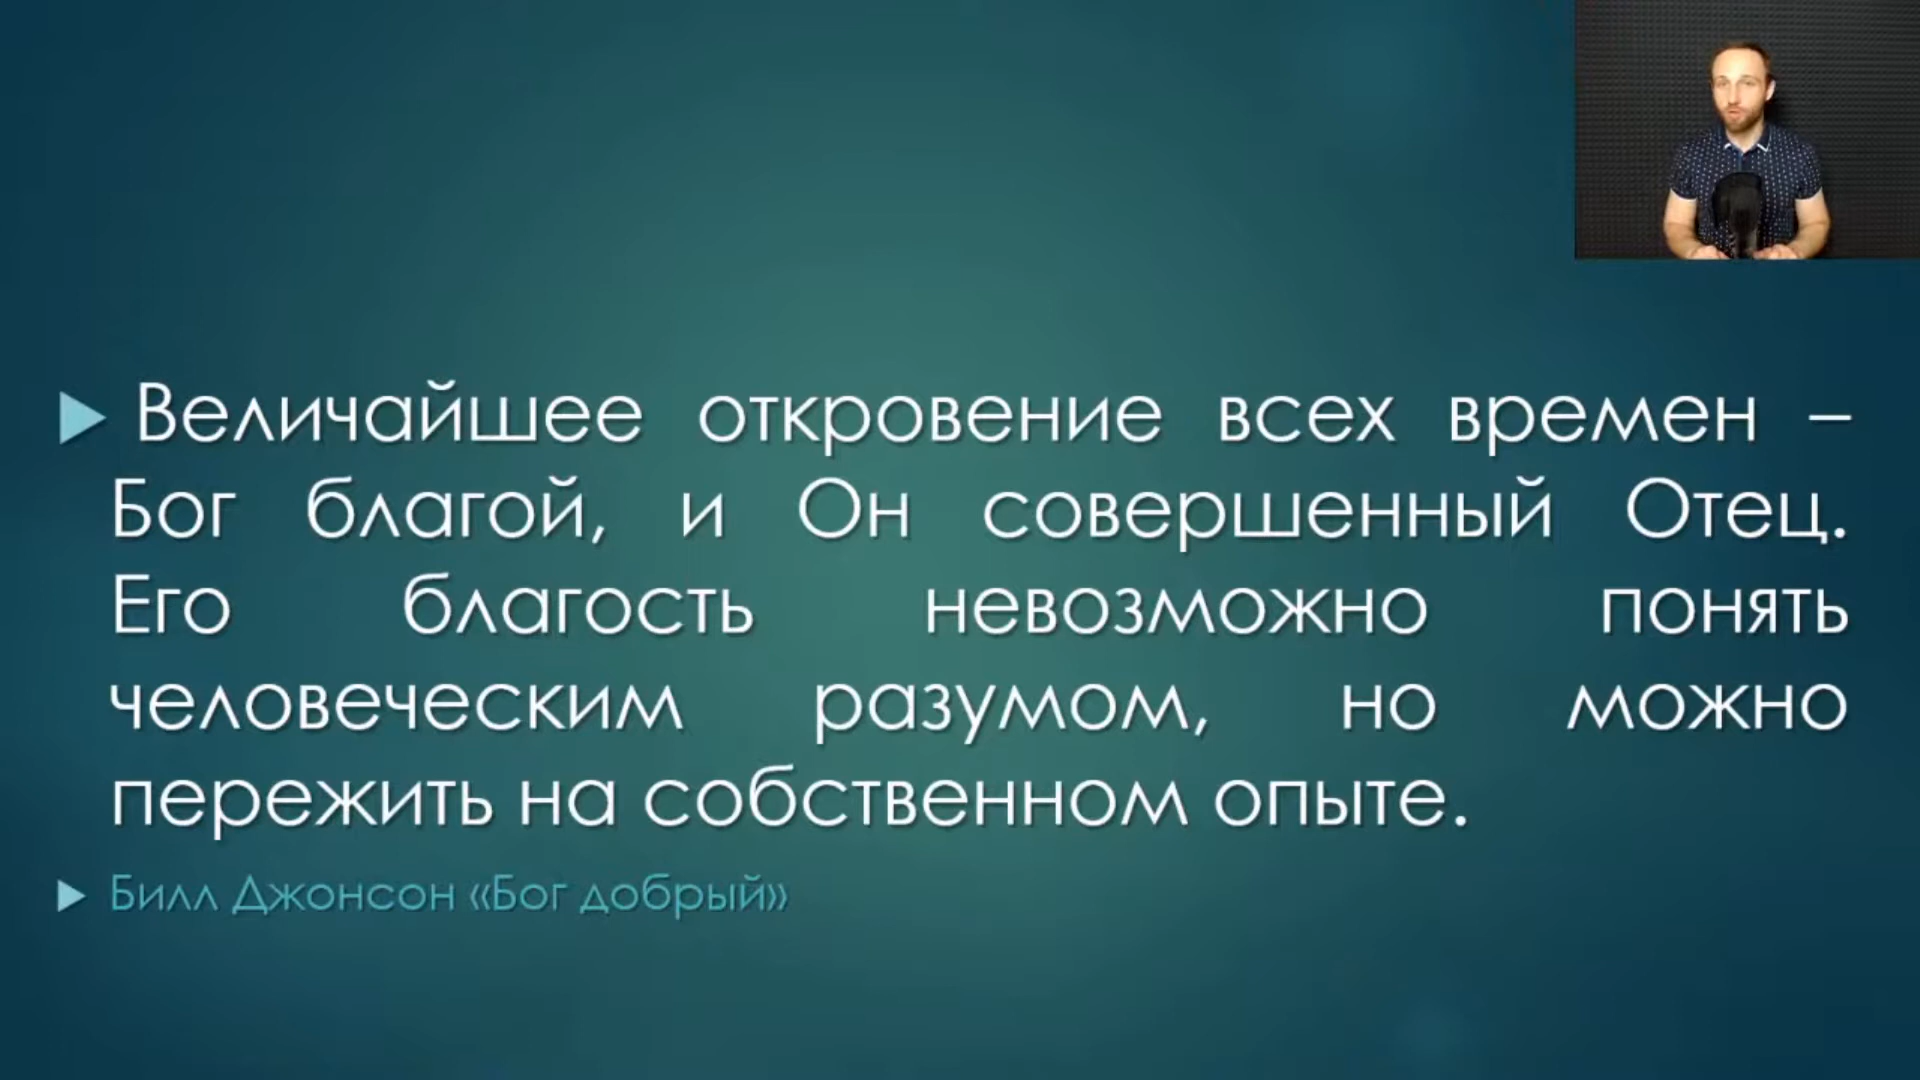 Величайшее откровение всех времен –
Бог благой, и Он совершенный Отец.
Его благость невозможно понять
человеческим разумом, но можно
пережить на собственном опыте.
Билл Джонсон «Бог добрый»